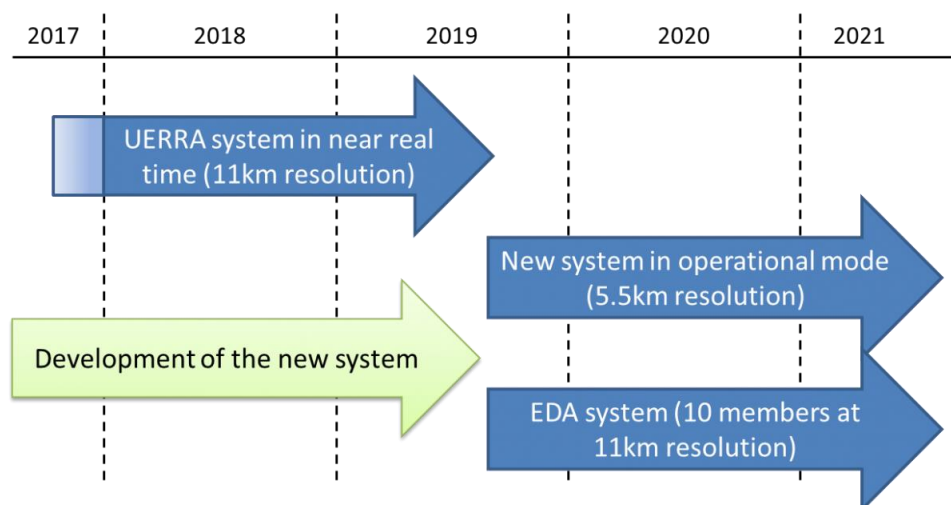 2017 2018 2019 2020 2021
UERRA system in near real
time (11km resolution)
New system in operational mode
(5.5km resolution)
Development of the new system
EDA system (10 members at
11km resolution)